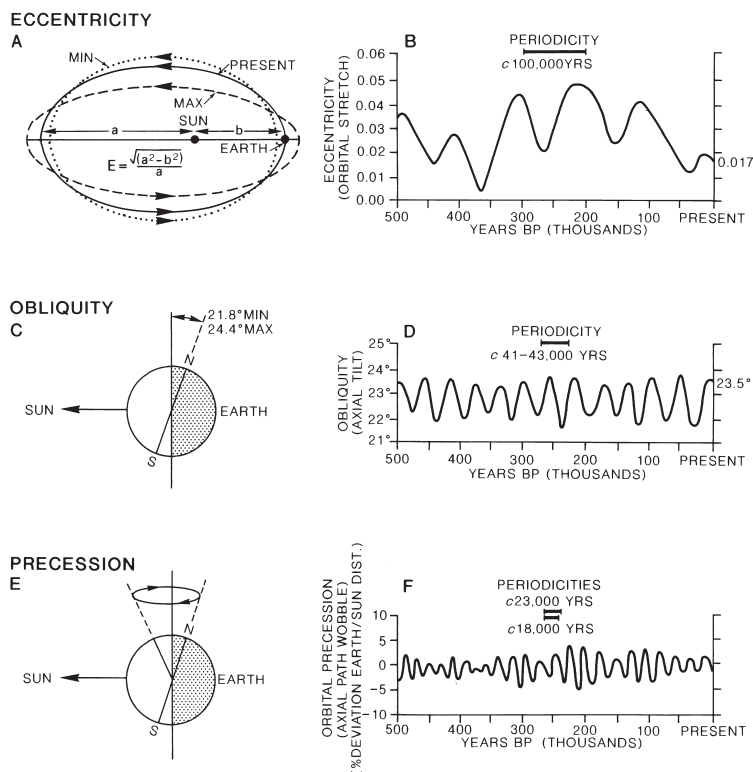 ECCENTRICITY
A
MIN
PRESENT
MAX
SUN
a
b
EARTH
E = √(a²-b²)
a
B
PERIODICITY
c 100,000YRS
ECCENTRICITY
(ORBITAL STRETCH)
0.06
0.05
0.04
0.03
0.02
0.01
0.00
0.017
500 400 300 200 100 PRESENT
YEARS BP (THOUSANDS)
OBLIQUITY
C
21.8° MIN
24.4° MAX
N
SUN
EARTH
S
D
PERIODICITY
c 41-43,000 YRS
OBLIQUITY
(AXIAL TILT)
25°
24°
23°
22°
21°
23.5°
500 400 300 200 100 PRESENT
YEARS BP (THOUSANDS)
PRECESSION
E
N
SUN
EARTH
S
F
PERIODICITIES
c23,000 YRS
c18,000 YRS
ORBITAL PRECESSION
(AXIAL PATH WOBBLE)
(%DEVIATION EARTH/SUN DIST.)
10
5
0
-5
-10
500 400 300 200 100 PRESENT
YEARS BP (THOUSANDS)